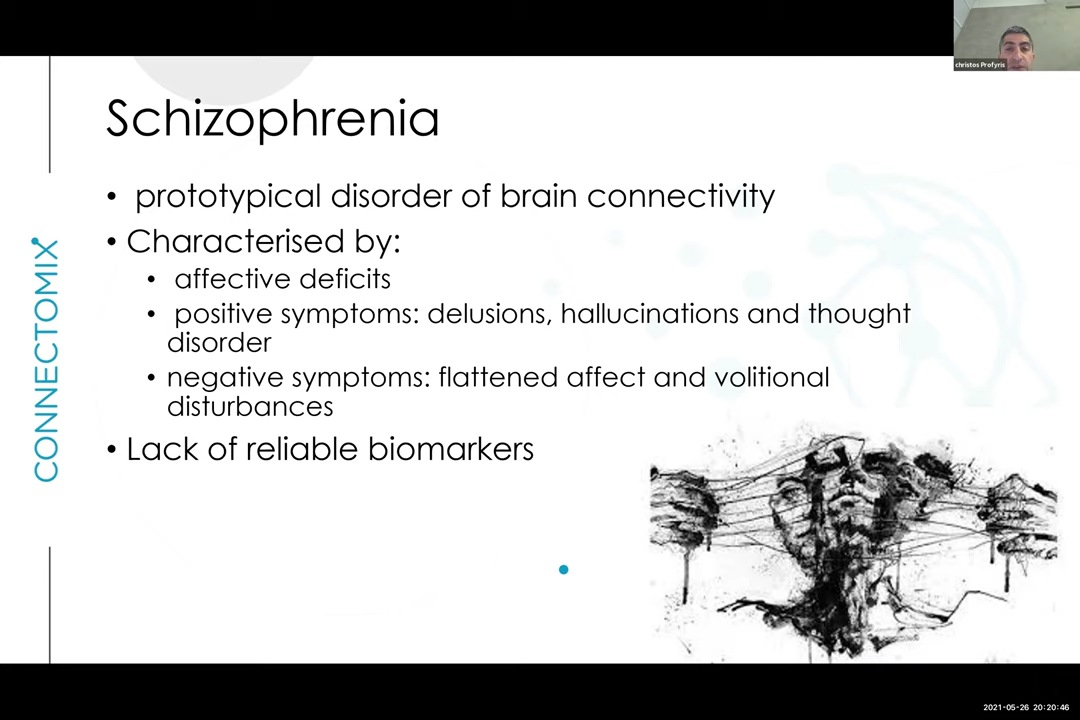 christos Profyris
Schizophrenia
• prototypical disorder of brain connectivity
• Characterised by:
• affective deficits
• positive symptoms: delusions, hallucinations and thought
disorder
• negative symptoms: flattened affect and volitional
disturbances
• Lack of reliable biomarkers
CONNECTOMIX
2021-05-26 20:20:46